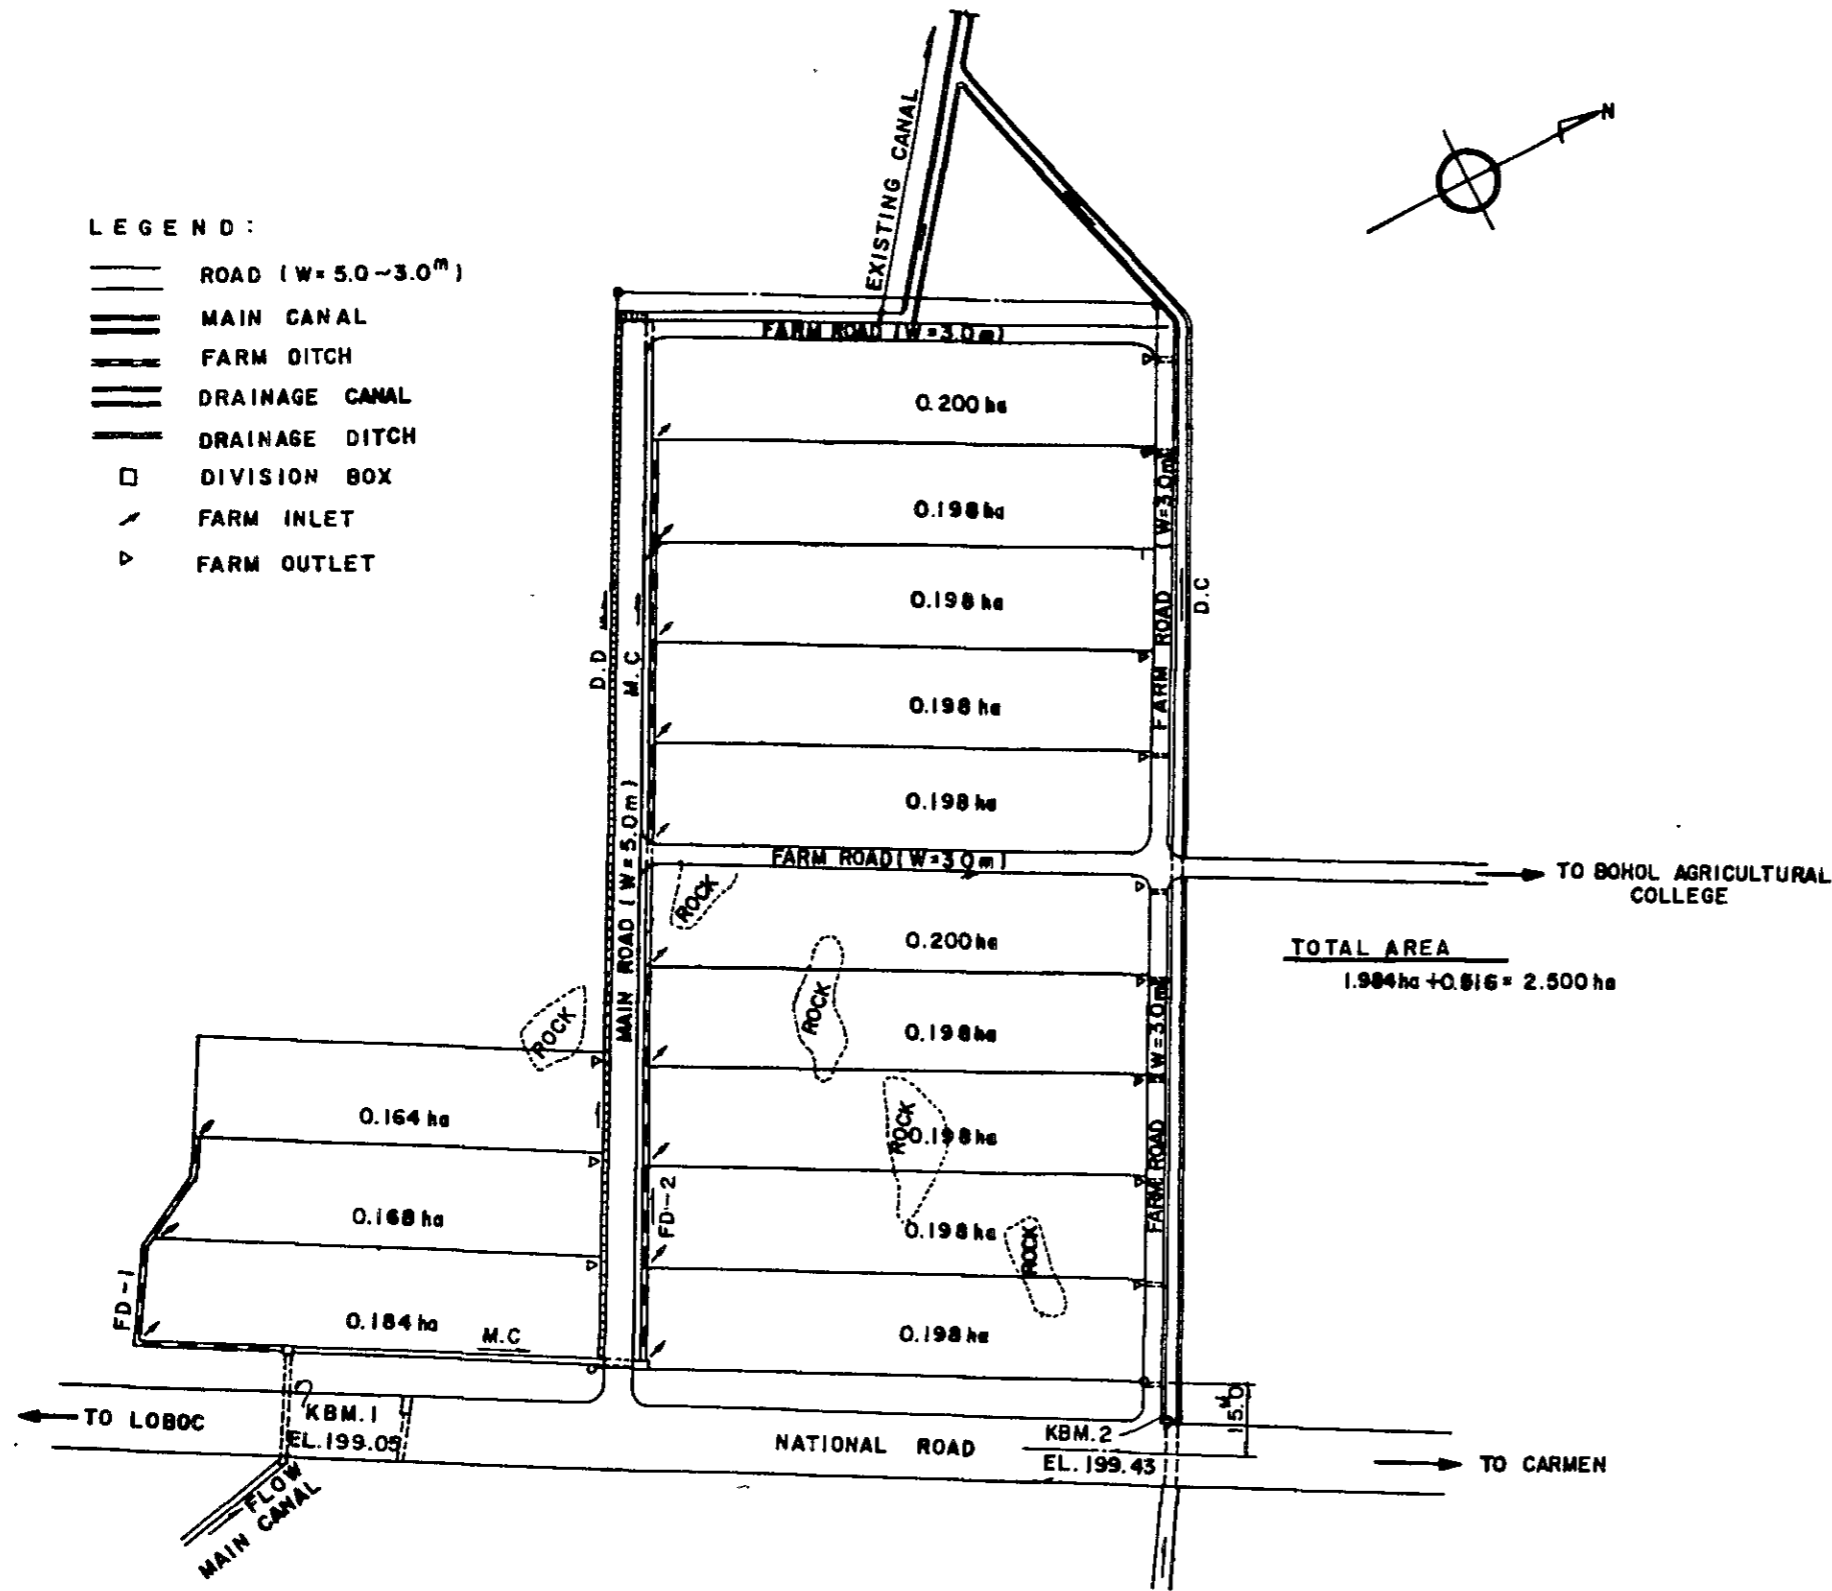 N
EXISTING CANAL
LEGEND:
ROAD (W=5.0~3.0m)
MAIN CANAL
FARM DITCH
DRAINAGE CANAL
DRAINAGE DITCH
DIVISION BOX
FARM INLET
FARM OUTLET
FARM ROAD (W=3.0m)
0.200 ha
0.198 ha
0.198 ha
0.198 ha
0.198 ha
FARM ROAD (W=3.0m)
D.C
D.D
M.C
MAIN ROAD (W=5.0m)
FARM ROAD (W=3.0m)
TO BOHOL AGRICULTURAL
COLLEGE
ROCK
0.200 ha
TOTAL AREA
1.984 ha + 0.516 = 2.500 ha
ROCK
ROCK
0.198 ha
FARM ROAD (W=3.0m)
0.164 ha
ROCK
0.198 ha
FD-2
0.168 ha
0.198 ha
ROCK
FD-1
0.184 ha
M.C
0.198 ha
15.0M
TO LOBOC
KBM.1
EL.199.05
NATIONAL ROAD
KBM.2
EL.199.43
TO CARMEN
FLOW
MAIN CANAL